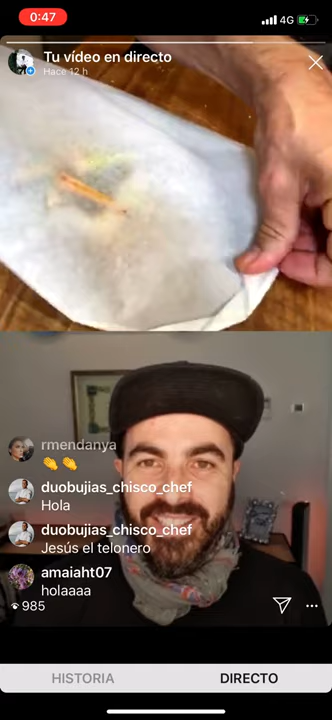 0:47
4G
Tu vídeo en directo
Hace 12 h
rmendanya
👏👏
duobujias_chisco_chef
Hola
duobujias_chisco_chef
Jesús el telonero
amaiaht07
holaaaa
985
HISTORIA
DIRECTO